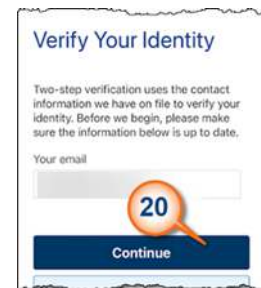 Verify Your Identity
Two-step verification uses the contact
information we have on file to verify your
identity. Before we begin, please make
sure the information below is up to date.
Your email
20
Continue